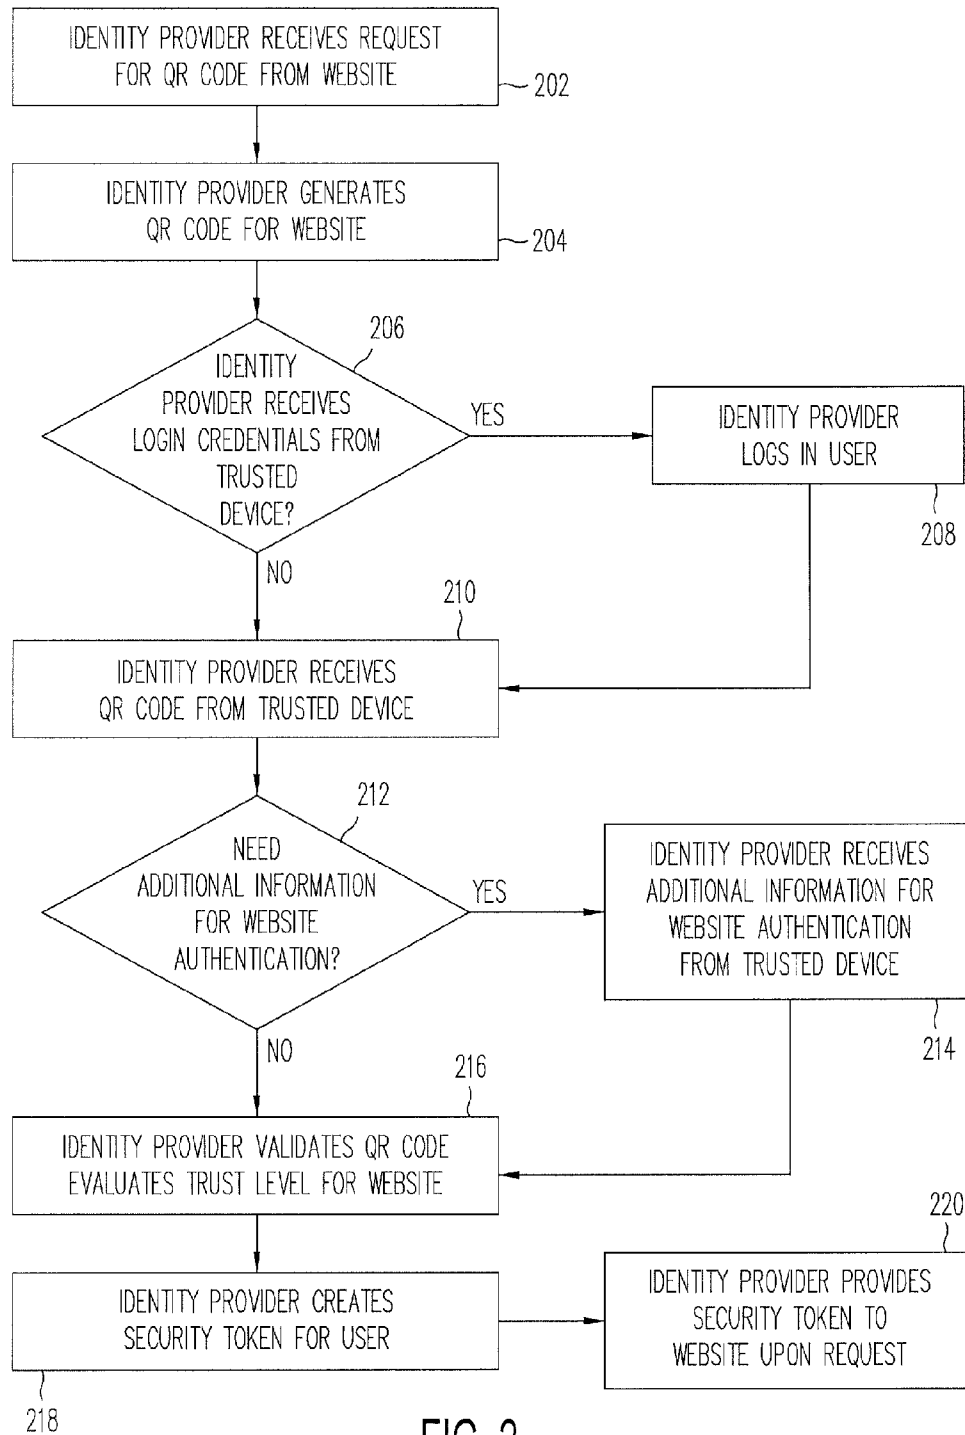 IDENTITY PROVIDER RECEIVES REQUEST
FOR QR CODE FROM WEBSITE
202
IDENTITY PROVIDER GENERATES
QR CODE FOR WEBSITE
204
206
IDENTITY
PROVIDER RECEIVES
LOGIN CREDENTIALS FROM
TRUSTED
DEVICE?
YES
IDENTITY PROVIDER
LOGS IN USER
208
NO
210
IDENTITY PROVIDER RECEIVES
QR CODE FROM TRUSTED DEVICE
212
NEED
ADDITIONAL INFORMATION
FOR WEBSITE
AUTHENTICATION?
YES
IDENTITY PROVIDER RECEIVES
ADDITIONAL INFORMATION FOR
WEBSITE AUTHENTICATION
FROM TRUSTED DEVICE
214
NO
216
IDENTITY PROVIDER VALIDATES QR CODE
EVALUATES TRUST LEVEL FOR WEBSITE
IDENTITY PROVIDER CREATES
SECURITY TOKEN FOR USER
218
220
IDENTITY PROVIDER PROVIDES
SECURITY TOKEN TO
WEBSITE UPON REQUEST
FIG.